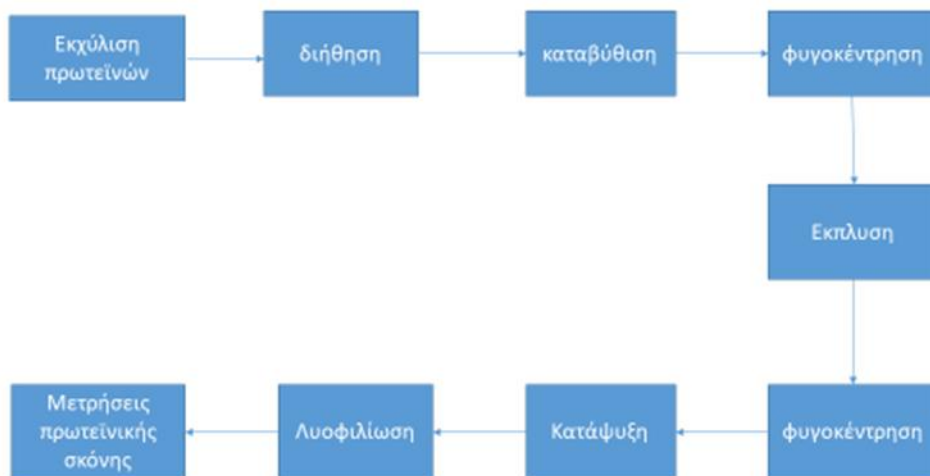 Εκχύλιση
πρωτεϊνών
διήθηση
καταβύθιση
φυγοκέντρηση
Εκπλυση
φυγοκέντρηση
Κατάψυξη
Λυοφιλίωση
Μετρήσεις
πρωτεϊνικής
σκόνης